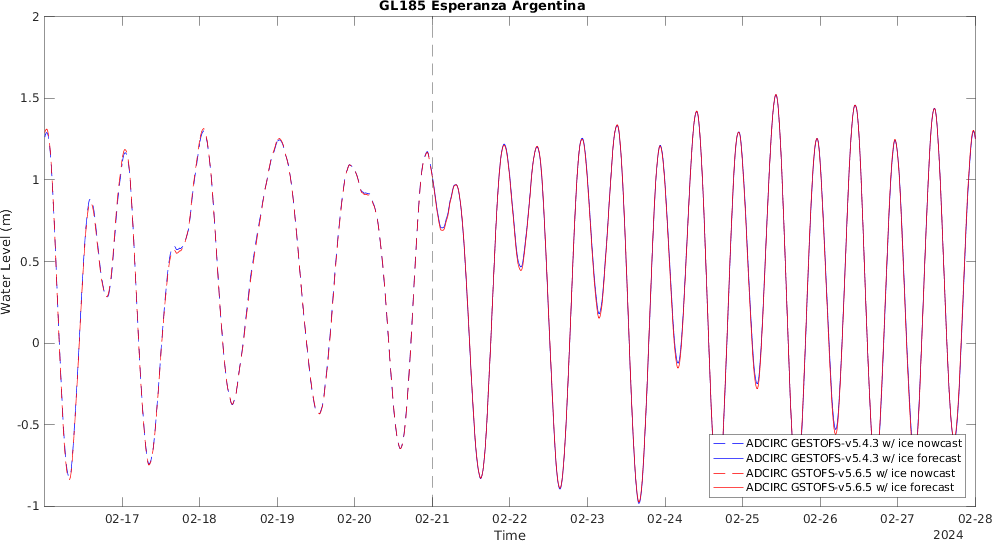 GL185 Esperanza Argentina
2
1.5
1
0.5
0
-0.5
-1
Water Level (m)
ADCIRC GESTOFS-v5.4.3 w/ ice nowcast
ADCIRC GESTOFS-v5.4.3 w/ ice forecast
ADCIRC GSTOFS-v5.6.5 w/ ice nowcast
ADCIRC GSTOFS-v5.6.5 w/ ice forecast
02-17 02-18 02-19 02-20 02-21 02-22 02-23 02-24 02-25 02-26 02-27 02-28
Time
2024